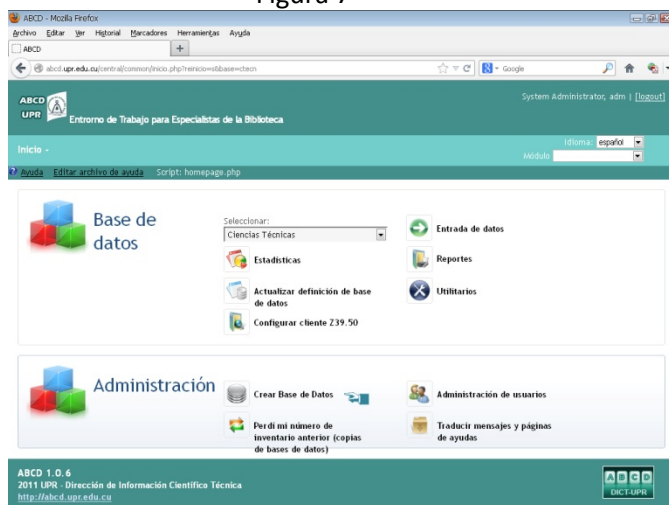 Figura 7
ABCD - Mozilla Firefox
Archivo Editar Ver Historial Marcadores Herramientas Ayuda
ABCD
+
abcd.upr.edu.cu/central/common/inicio.php?reinicio=s&base=ctecn
Google
ABCD
UPR
Entrorno de Trabajo para Especialistas de la Biblioteca
System Administrator, adm | [logout]
Inicio -
Idioma: español
Módulo
Ayuda Editar archivo de ayuda Script: homepage.php
Base de
datos
Seleccionar:
Ciencias Técnicas
Estadísticas
Actualizar definición de base
de datos
Configurar cliente Z39.50
Entrada de datos
Reportes
Utilitarios
Administración
Crear Base de Datos
Perdi mi número de
inventario anterior (copias
de bases de datos)
Administración de usuarios
Traducir mensajes y páginas
de ayudas
ABCD 1.0.6
2011 UPR - Dirección de Información Científico Técnica
http://abcd.upr.edu.cu
A B C D
DICT-UPR